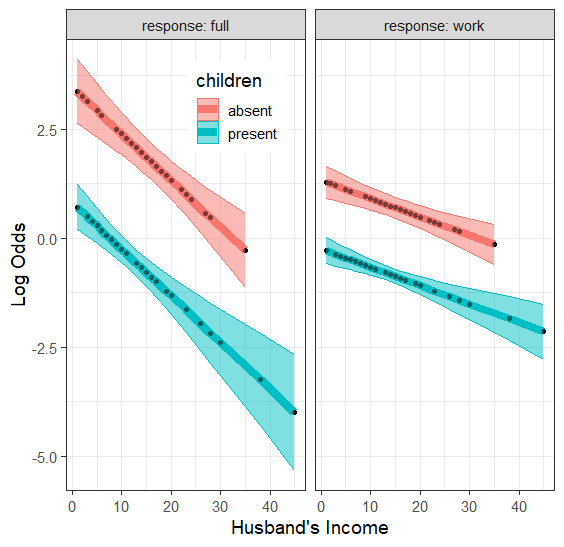 response: full
response: work
children
absent
present
2.5
0.0
-2.5
-5.0
Log Odds
0 10 20 30 40
0 10 20 30 40
Husband's Income